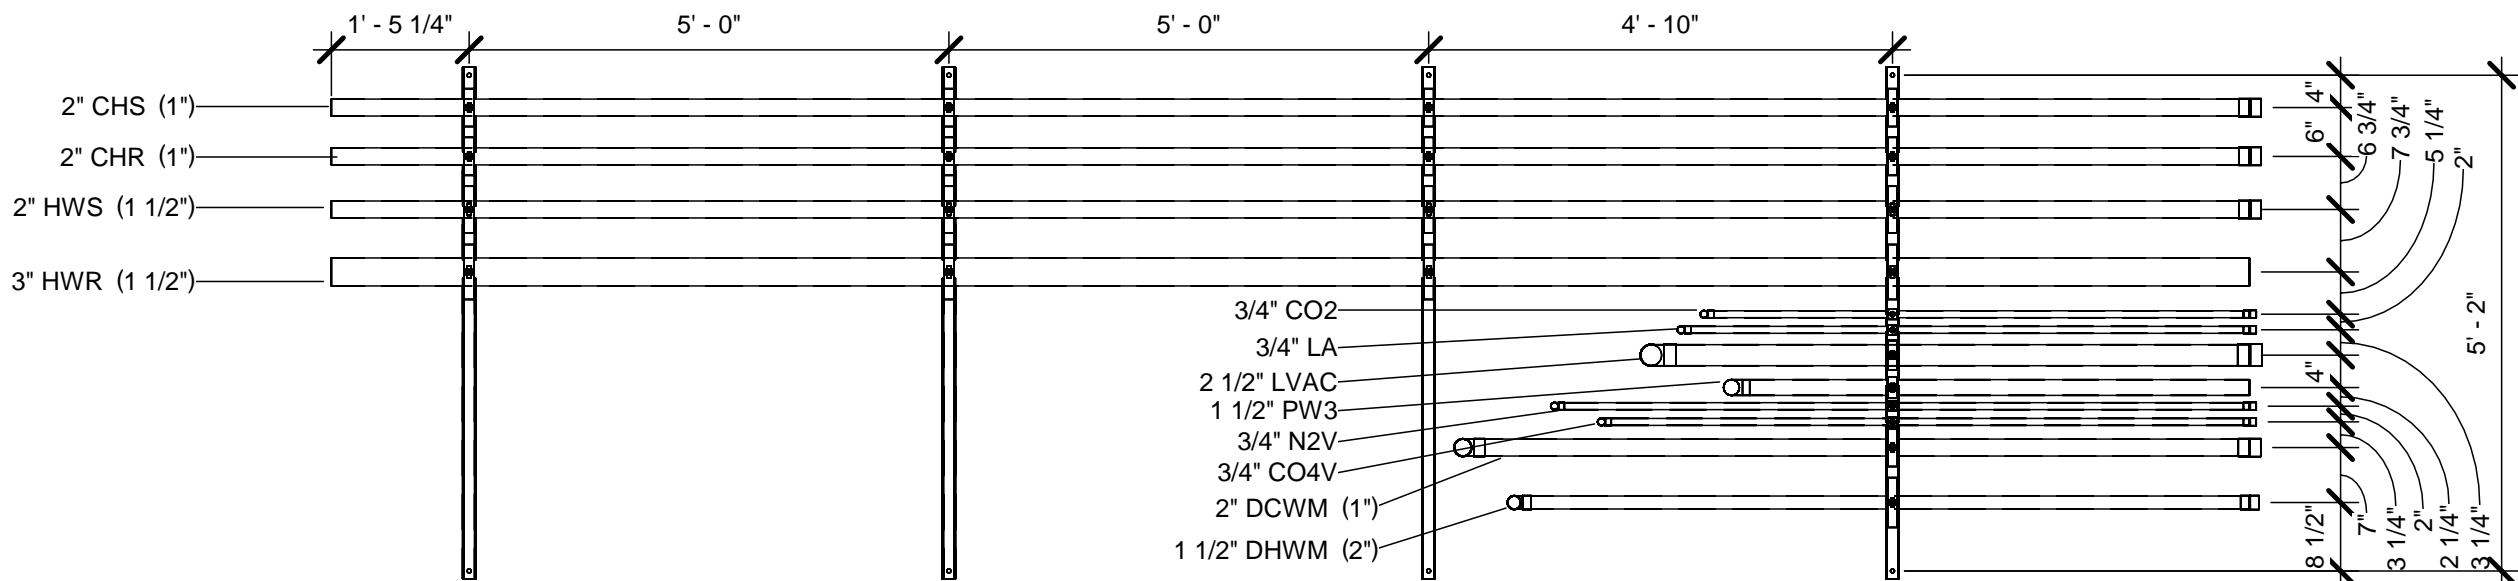 1' - 5 1/4"
5' - 0"
5' - 0"
4' - 10"
2" CHS (1")
2" CHR (1")
2" HWS (1 1/2")
3" HWR (1 1/2")
3/4" CO2
3/4" LA
2 1/2" LVAC
1 1/2" PW3
3/4" N2V
3/4" CO4V
2" DCWM (1")
1 1/2" DHWM (2")
4"
6"
6 3/4"
7 3/4"
5 1/4"
2"
5' - 2"
4"
8 1/2"
7"
3 1/4"
2"
2 1/4"
3 1/4"